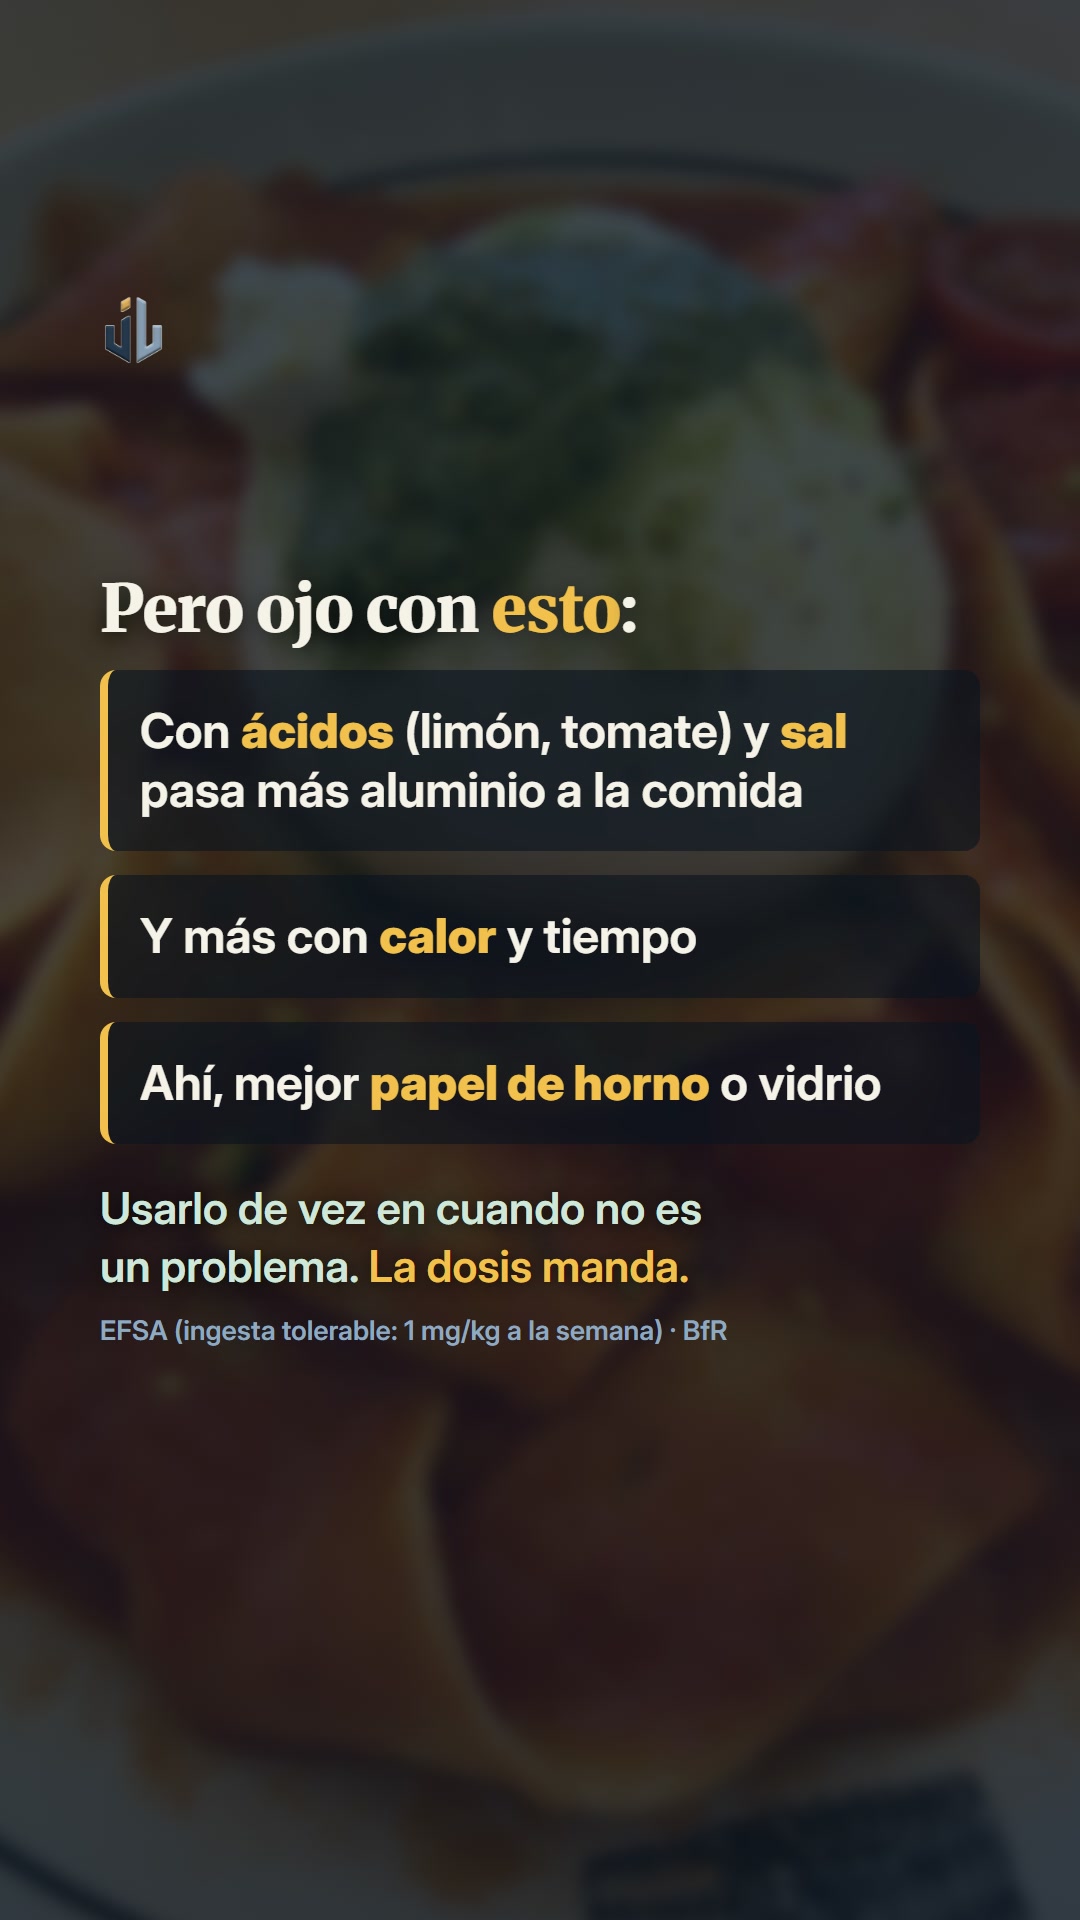 Pero ojo con esto:
Con ácidos (limón, tomate) y sal
pasa más aluminio a la comida
Y más con calor y tiempo
Ahí, mejor papel de horno o vidrio
Usarlo de vez en cuando no es
un problema. La dosis manda.
EFSA (ingesta tolerable: 1 mg/kg a la semana) · BfR